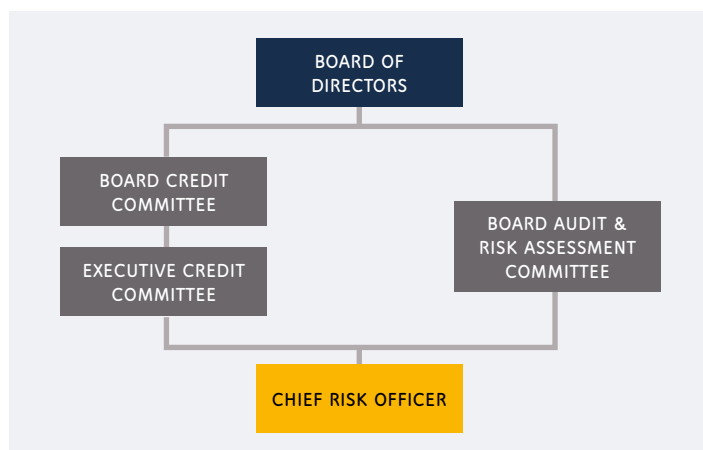 BOARD OF
DIRECTORS
BOARD CREDIT
COMMITTEE
EXECUTIVE CREDIT
COMMITTEE
BOARD AUDIT &
RISK ASSESSMENT
COMMITTEE
CHIEF RISK OFFICER